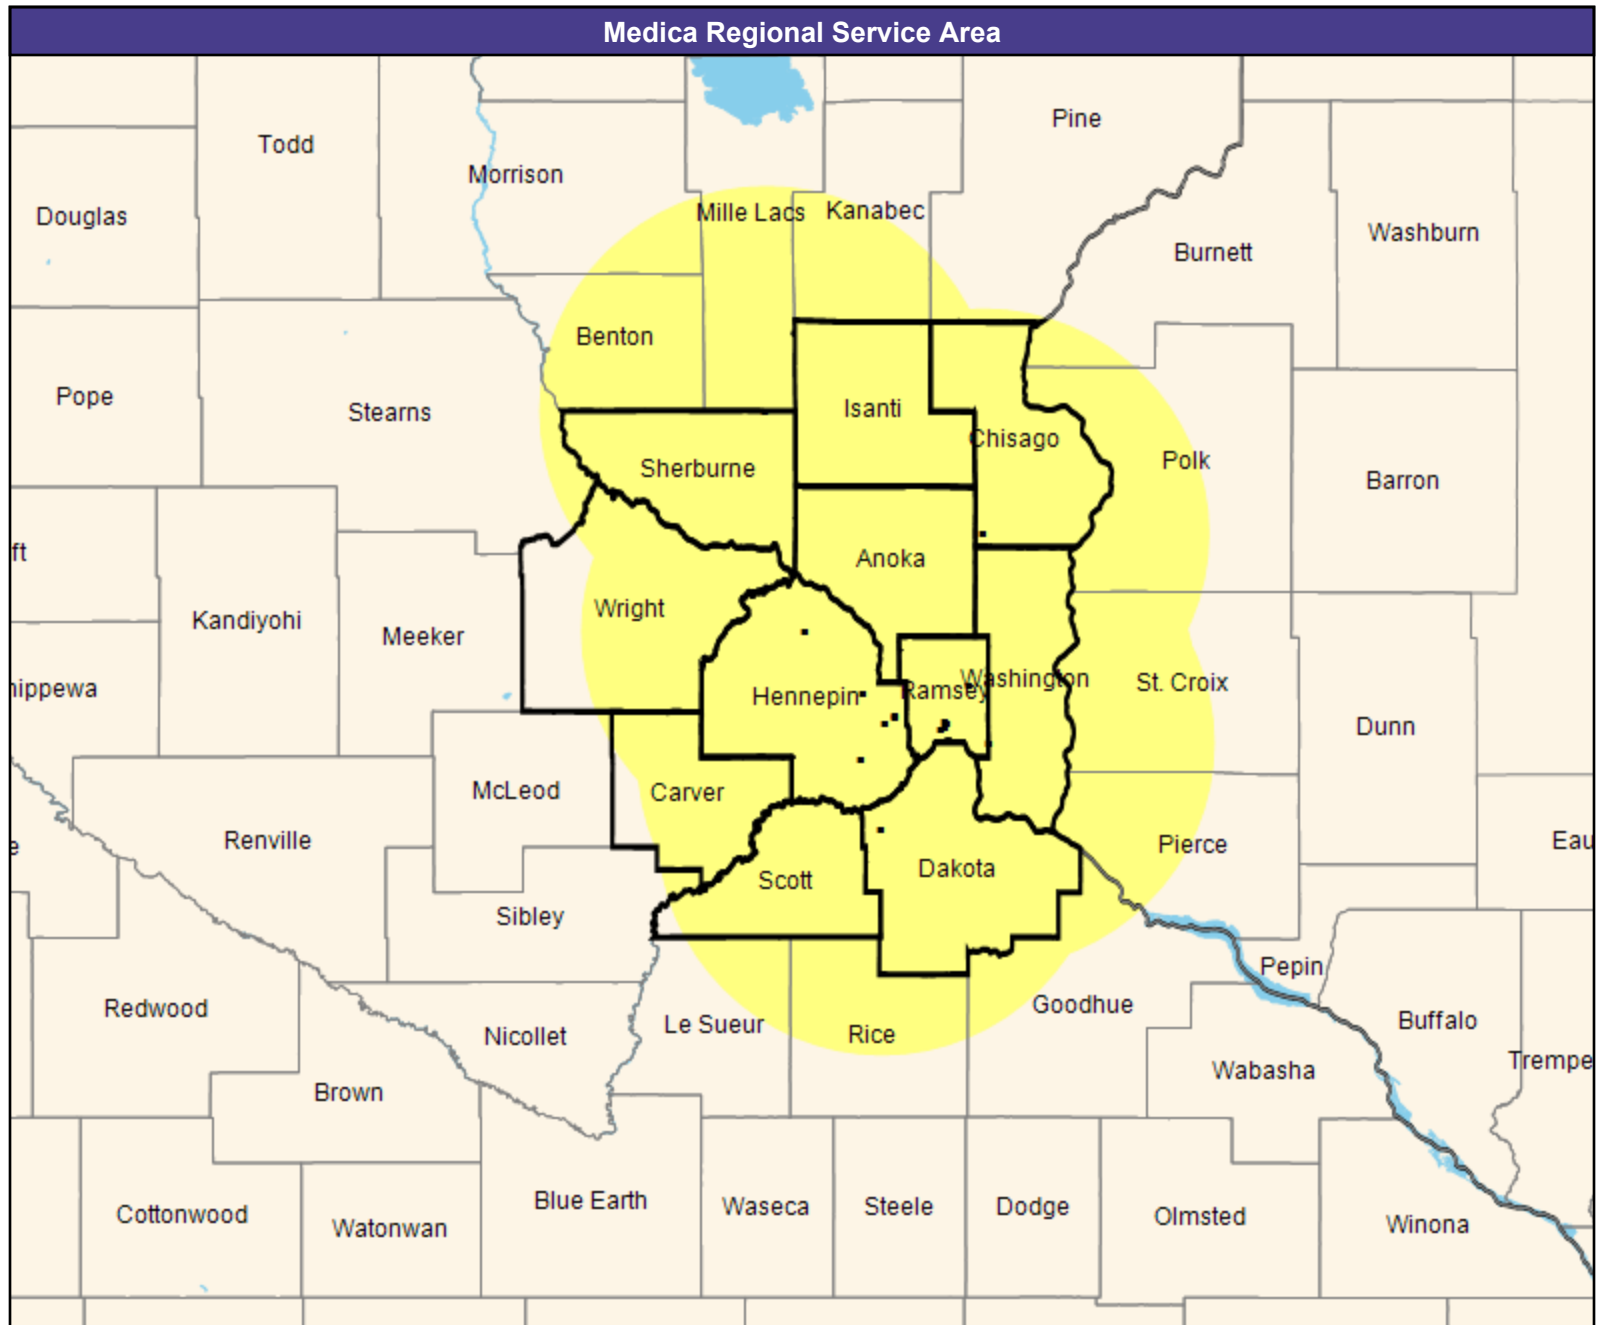 Medica Regional Service Area
Pine
Todd
Morrison
Mille Lacs
Kanabec
Douglas
Washburn
Burnett
Benton
Pope
Stearns
Isanti
Chisago
Polk
Sherburne
Barron
ft
Anoka
Wright
Kandiyohi
Meeker
Washington
St. Croix
hippewa
Hennepin
Ramsey
Dunn
McLeod
Carver
Renville
Pierce
Eau
e
Dakota
Scott
Sibley
Pepin
Redwood
Goodhue
Le Sueur
Buffalo
Nicollet
Rice
Trempe
Wabasha
Brown
Blue Earth
Waseca
Steele
Dodge
Cottonwood
Olmsted
Watonwan
Winona